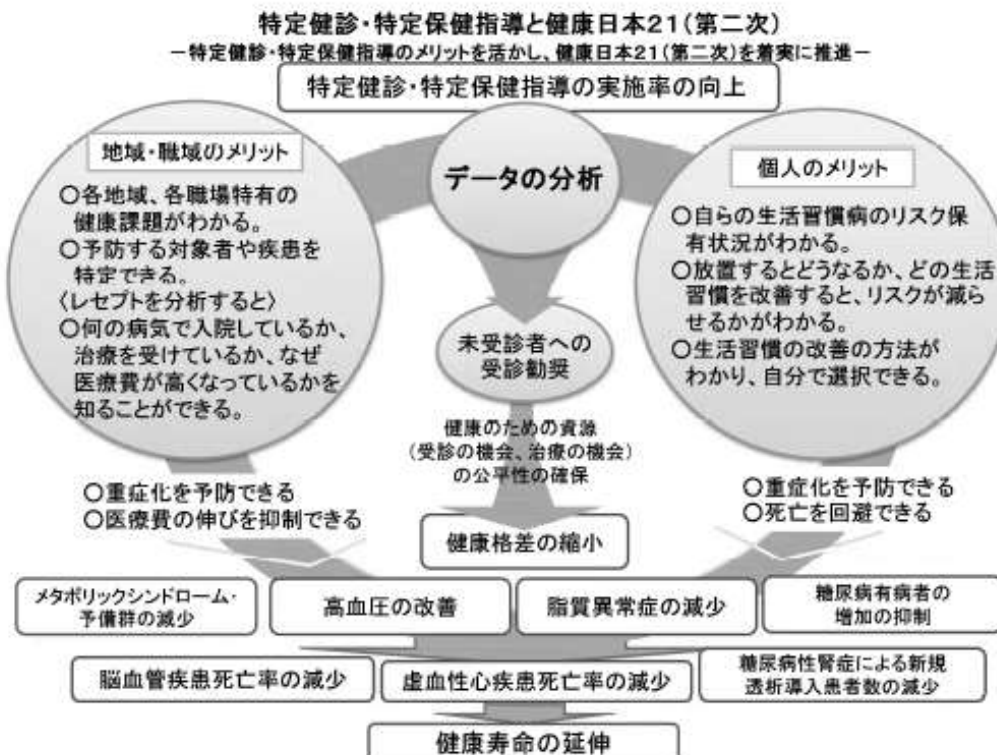 特定健診・特定保健指導と健康日本21(第二次)
－特定健診・特定保健指導のメリットを活かし、健康日本21(第二次)を着実に推進－
特定健診・特定保健指導の実施率の向上
地域・職域のメリット
○各地域、各職場特有の
健康課題がわかる。
○予防する対象者や疾患を
特定できる。
〈レセプトを分析すると〉
○何の病気で入院しているか、
治療を受けているか、なぜ
医療費が高くなっているかを
知ることができる。
データの分析
個人のメリット
○自らの生活習慣病のリスク保
有状況がわかる。
○放置するとどうなるか、どの生活
習慣を改善すると、リスクが減ら
せるかがわかる。
○生活習慣の改善の方法が
わかり、自分で選択できる。
未受診者への
受診勧奨
健康のための資源
(受診の機会、治療の機会)
の公平性の確保
○重症化を予防できる
○医療費の伸びを抑制できる
○重症化を予防できる
○死亡を回避できる
健康格差の縮小
メタボリックシンドローム・
予備群の減少
高血圧の改善
脂質異常症の減少
糖尿病有病者の
増加の抑制
脳血管疾患死亡率の減少
虚血性心疾患死亡率の減少
糖尿病性腎症による新規
透析導入患者数の減少
健康寿命の延伸